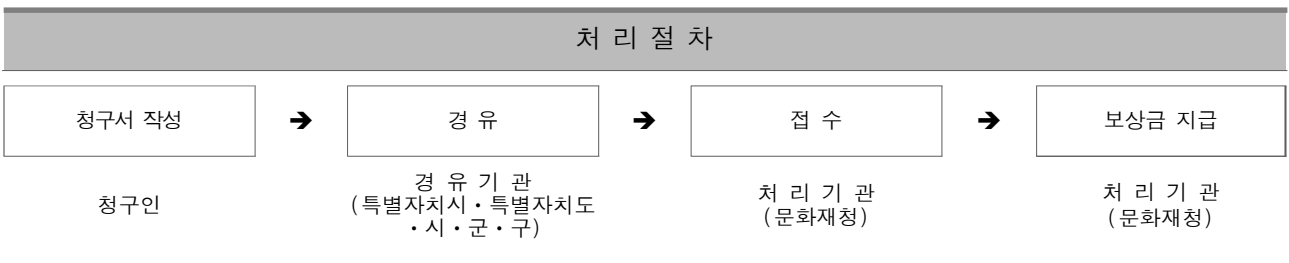 처 리 절 차
청구서 작성 ➔ 경 유 ➔ 접 수 ➔ 보상금 지급
청구인
경 유 기 관
(특별자치시・특별자치도
・시・군・구)
처 리 기 관
(문화재청)
처 리 기 관
(문화재청)